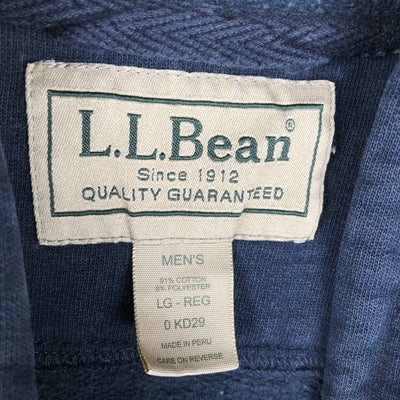 L.L.Bean®
Since 1912
QUALITY GUARANTEED
MEN'S
91% COTTON
9% POLYESTER
LG - REG
0 KD29
MADE IN PERU
CARE ON REVERSE